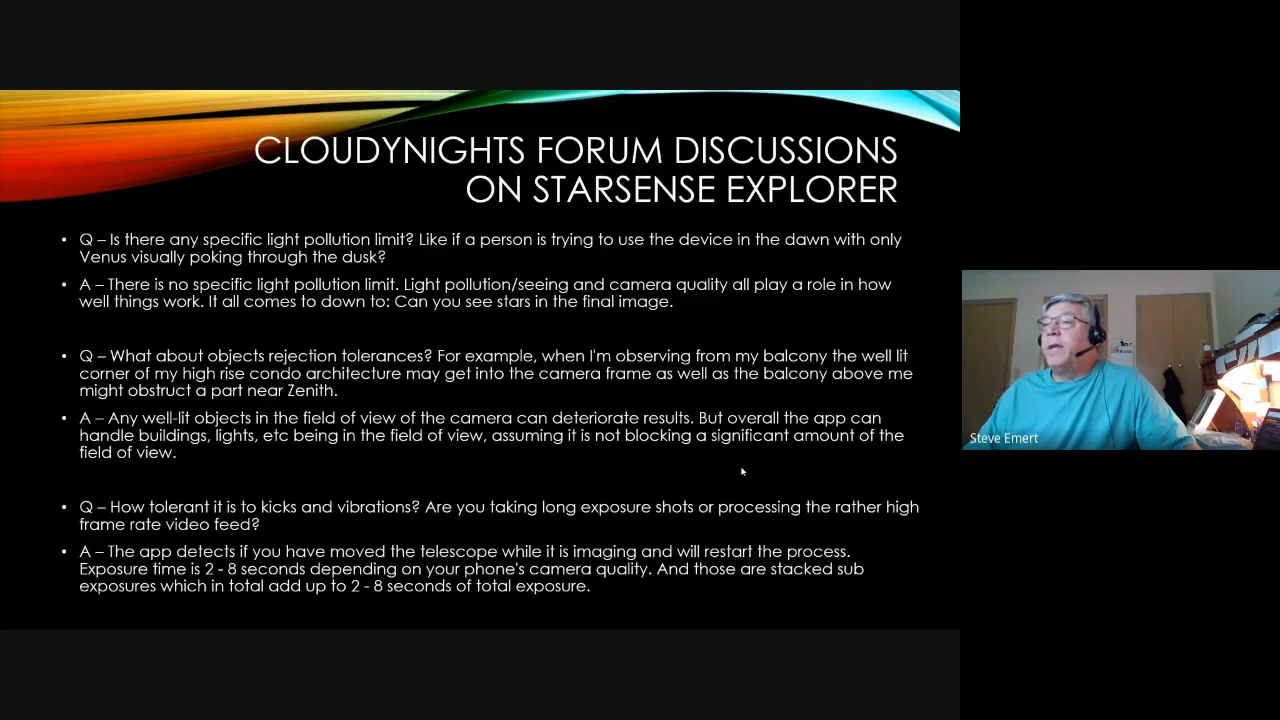 CLOUDYNIGHTS FORUM DISCUSSIONS
ON STARSENSE EXPLORER
• Q – Is there any specific light pollution limit? Like if a person is trying to use the device in the dawn with only
Venus visually poking through the dusk?
• A – There is no specific light pollution limit. Light pollution/seeing and camera quality all play a role in how
well things work. It all comes to down to: Can you see stars in the final image.
• Q – What about objects rejection tolerances? For example, when I'm observing from my balcony the well lit
corner of my high rise condo architecture may get into the camera frame as well as the balcony above me
might obstruct a part near Zenith.
• A – Any well-lit objects in the field of view of the camera can deteriorate results. But overall the app can
handle buildings, lights, etc being in the field of view, assuming it is not blocking a significant amount of the
field of view.
• Q – How tolerant it is to kicks and vibrations? Are you taking long exposure shots or processing the rather high
frame rate video feed?
• A – The app detects if you have moved the telescope while it is imaging and will restart the process.
Exposure time is 2 - 8 seconds depending on your phone's camera quality. And those are stacked sub
exposures which in total add up to 2 - 8 seconds of total exposure.
Steve Emert